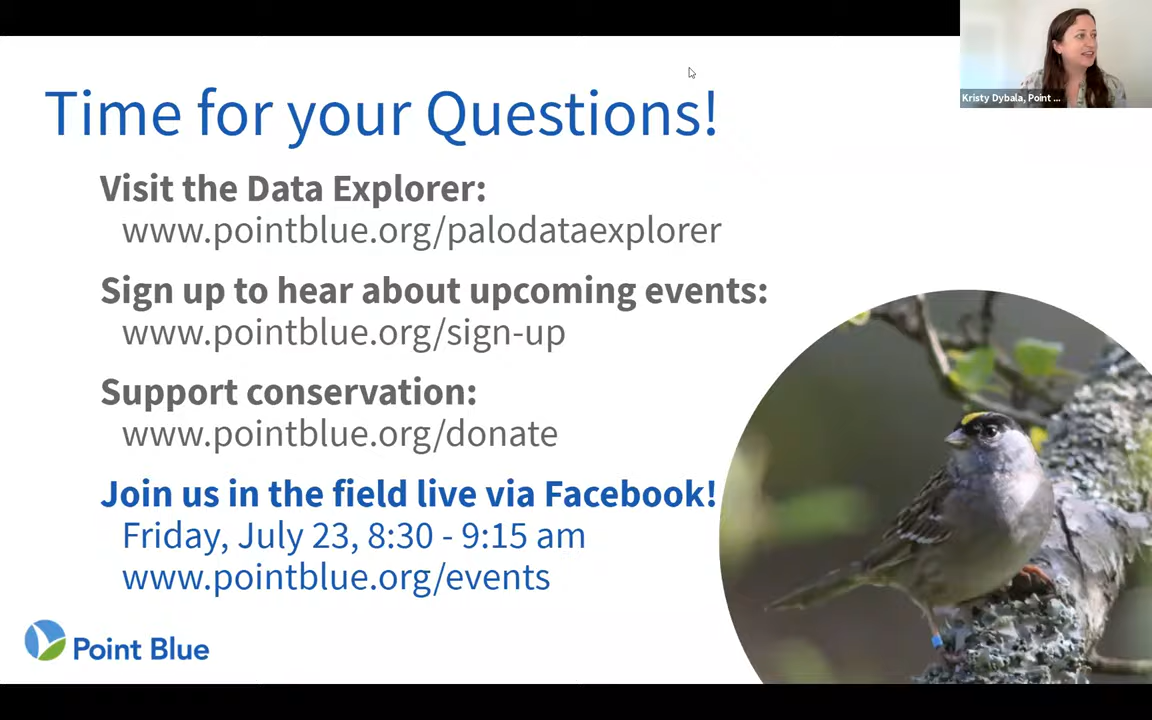 Kristy Dybala, Point ...
Time for your Questions!
Visit the Data Explorer:
www.pointblue.org/palodataexplorer
Sign up to hear about upcoming events:
www.pointblue.org/sign-up
Support conservation:
www.pointblue.org/donate
Join us in the field live via Facebook!
Friday, July 23, 8:30 - 9:15 am
www.pointblue.org/events
Point Blue